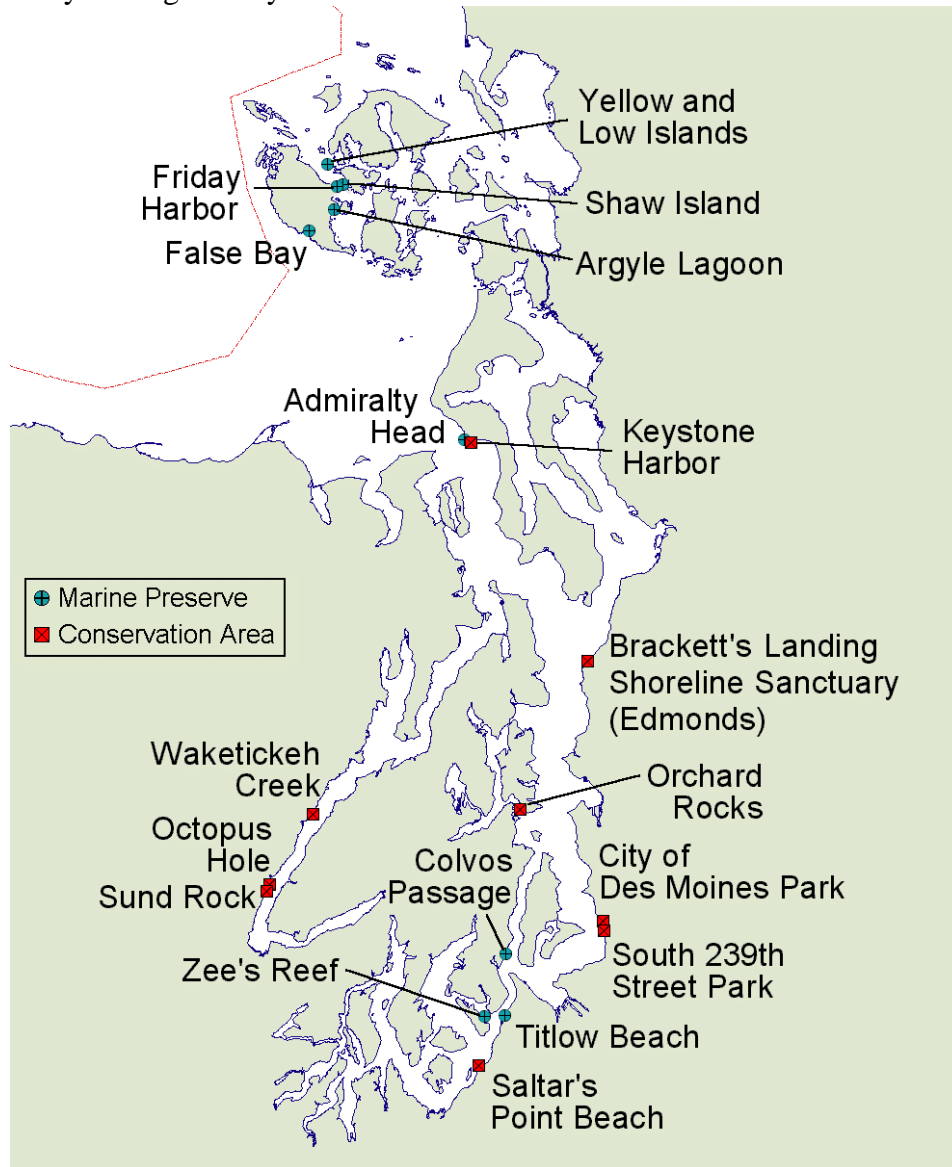 Yellow and
Low Islands
Friday
Harbor
Shaw Island
False Bay
Argyle Lagoon
Admiralty
Head
Keystone
Harbor
Marine Preserve
Conservation Area
Brackett's Landing
Shoreline Sanctuary
(Edmonds)
Waketickeh
Creek
Orchard
Rocks
Octopus
Hole
Sund Rock
Colvos
Passage
City of
Des Moines Park
Zee's Reef
South 239th
Street Park
Titlow Beach
Saltar's
Point Beach